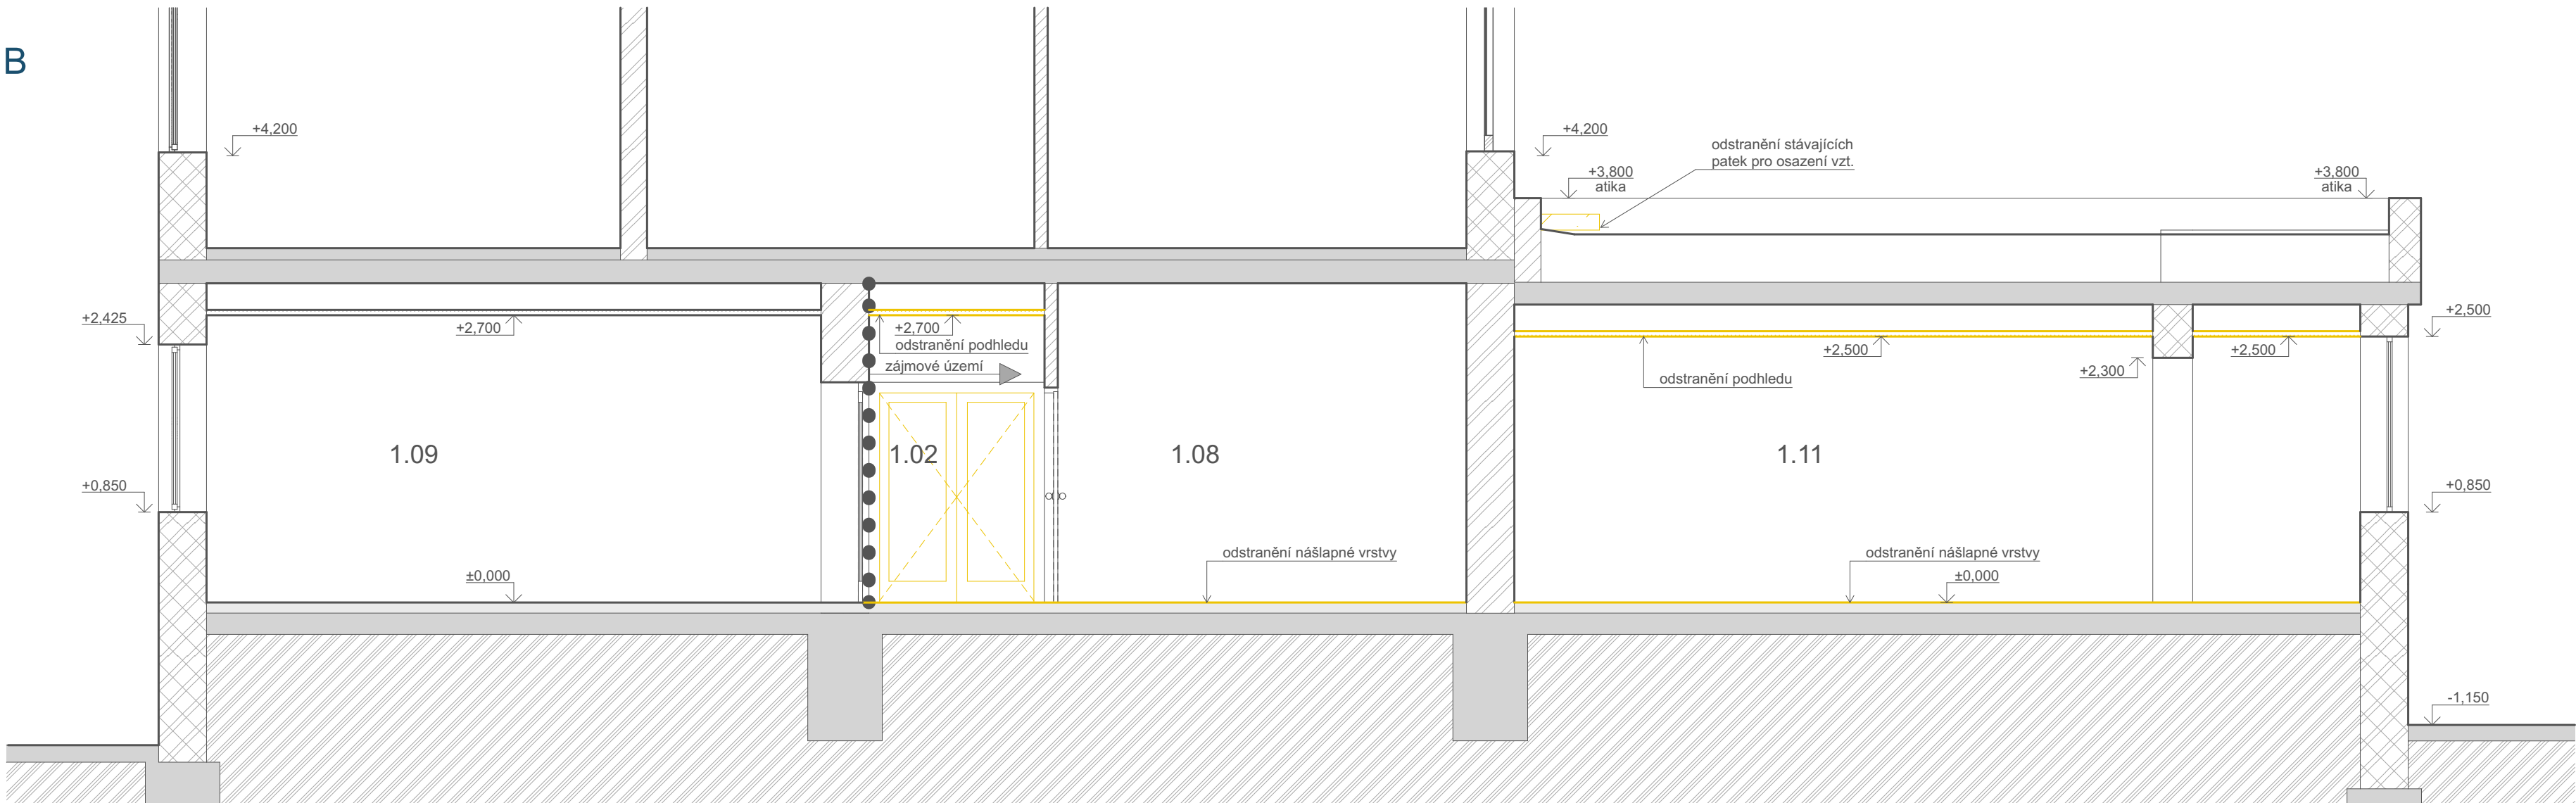 B
+4,200
+4,200
odstranění stávajících
patek pro osazení vzt.
+3,800
atika
+3,800
atika
+2,425
+2,700
+2,700
odstranění podhledu
zájmové území
+2,500
odstranění podhledu
+2,300
+2,500
+2,500
1.09
1.02
1.08
1.11
+0,850
+0,850
±0,000
odstranění nášlapné vrstvy
odstranění nášlapné vrstvy
±0,000
-1,150